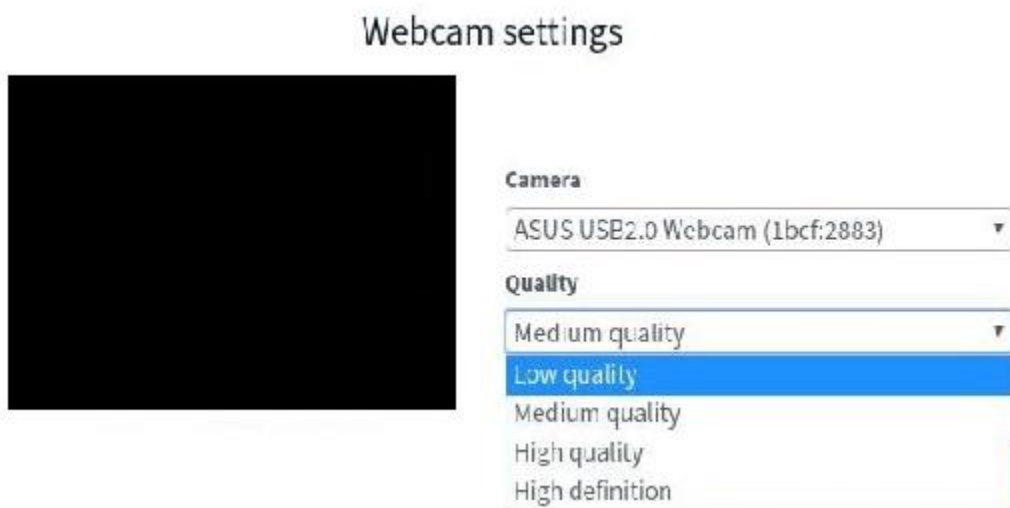 Webcam settings
Camera
ASUS USB2.0 Webcam (1bcf:2883)
Quality
Medium quality
Low quality
Medium quality
High quality
High definition